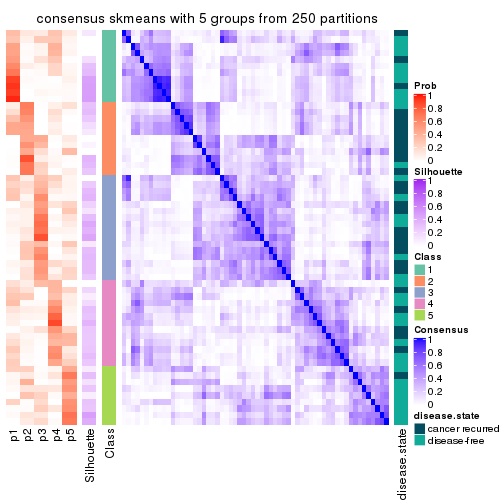 consensus skmeans with 5 groups from 250 partitions
p1
p2
p3
p4
p5
Silhouette
Class
disease.state
Prob
1
0.8
0.6
0.4
0.2
0
Silhouette
1
0.8
0.6
0.4
0.2
0
Class
1
2
3
4
5
Consensus
1
0.8
0.6
0.4
0.2
0
disease.state
cancer recurred
disease-free